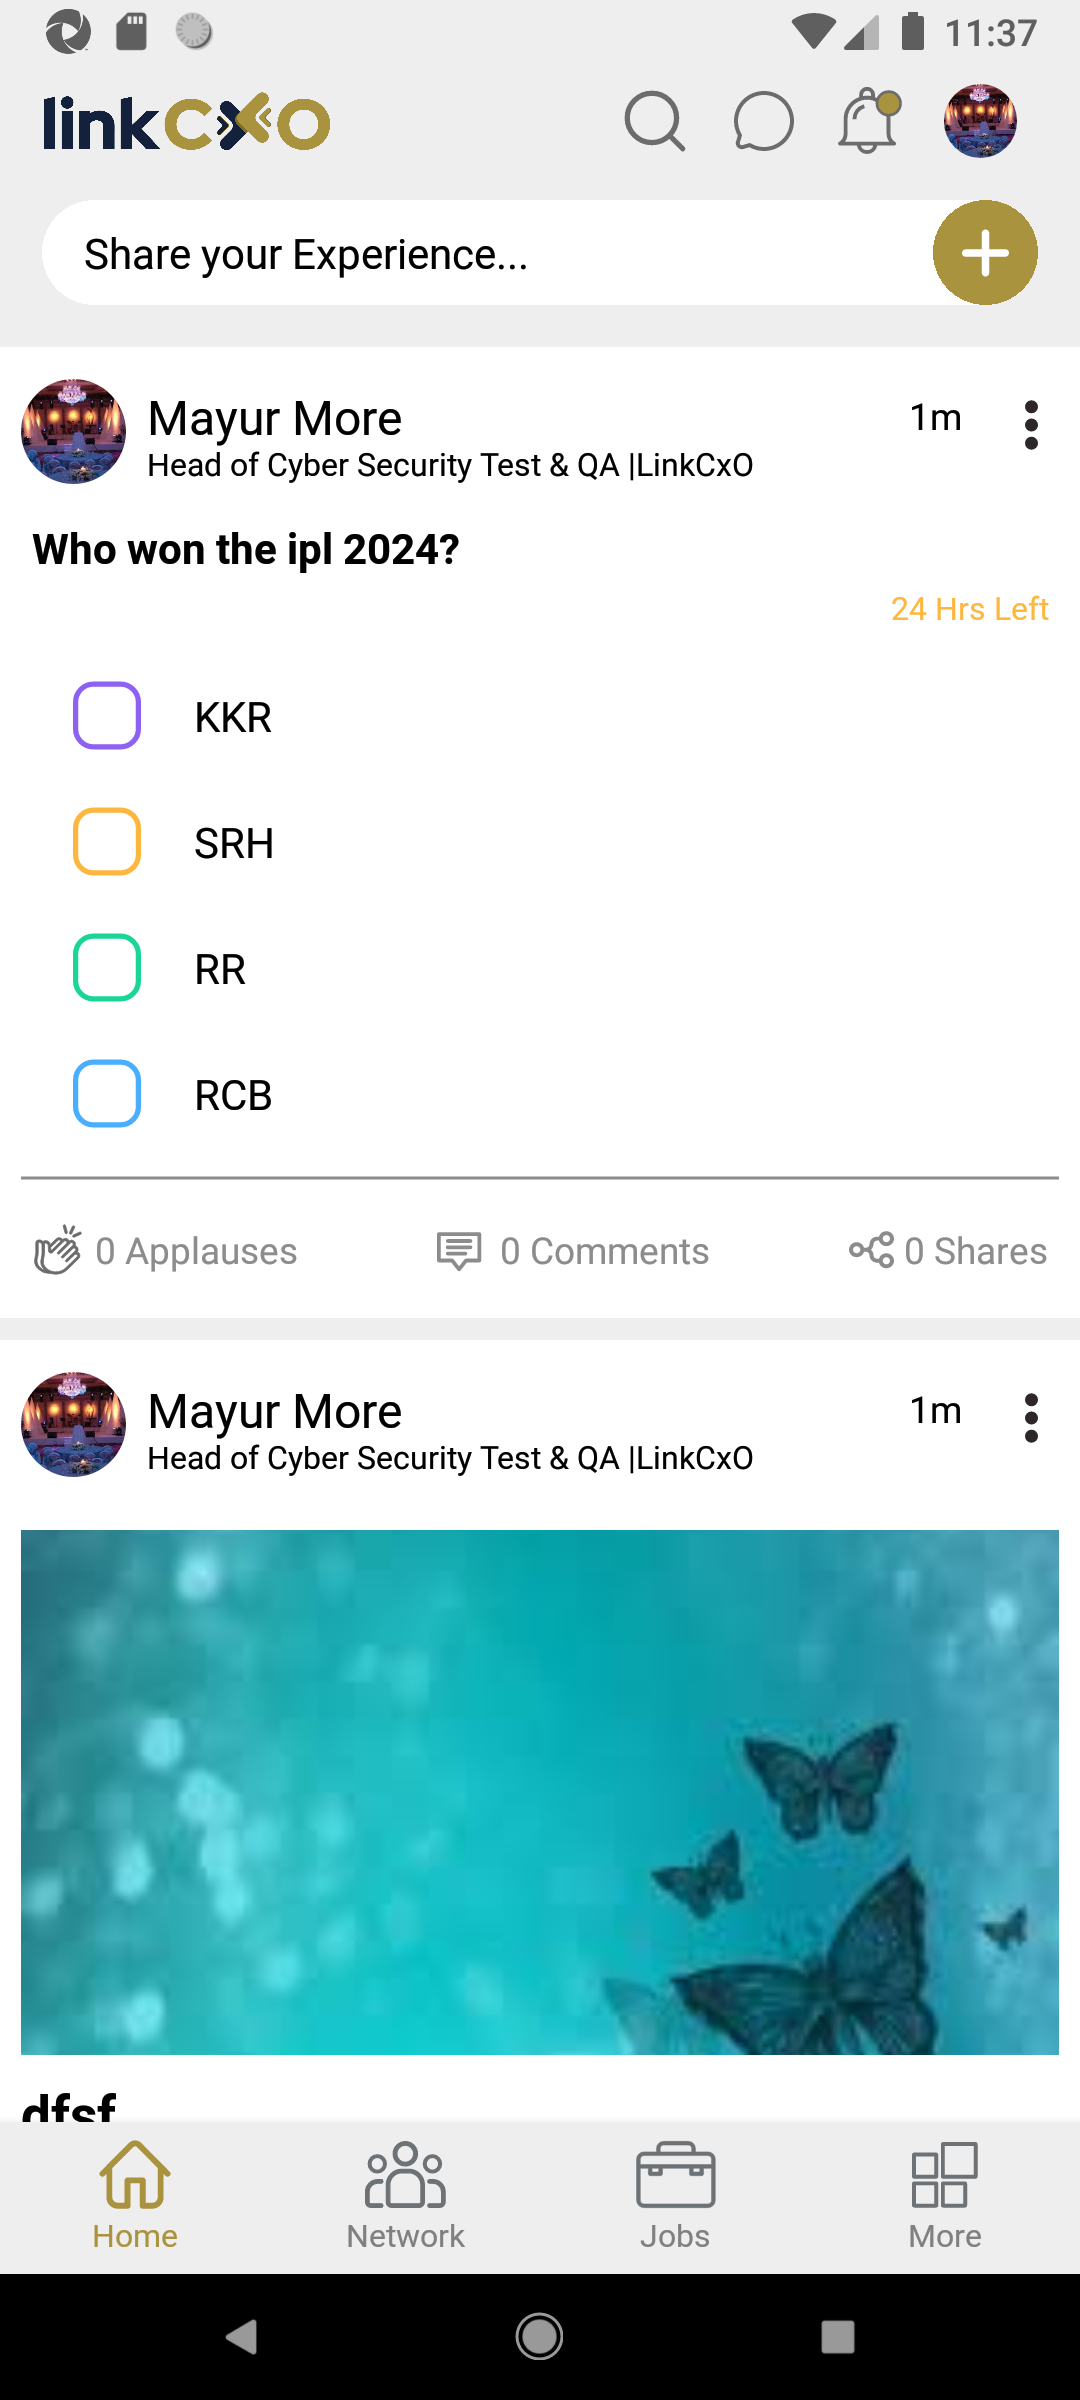 11:37
linkCXO
Share your Experience...
Mayur More
1m
Head of Cyber Security Test & QA |LinkCxO
Who won the ipl 2024?
24 Hrs Left
KKR
SRH
RR
RCB
0 Applauses
0 Comments
0 Shares
Mayur More
1m
Head of Cyber Security Test & QA |LinkCxO
dfsf
Home
Network
Jobs
More